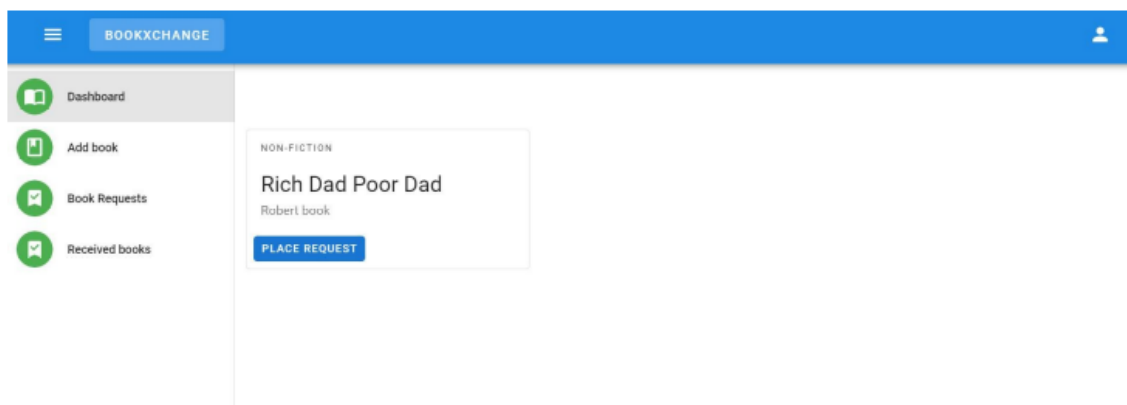 BOOKXCHANGE
Dashboard
Add book
Book Requests
Received books
NON-FICTION
Rich Dad Poor Dad
Robert book
PLACE REQUEST